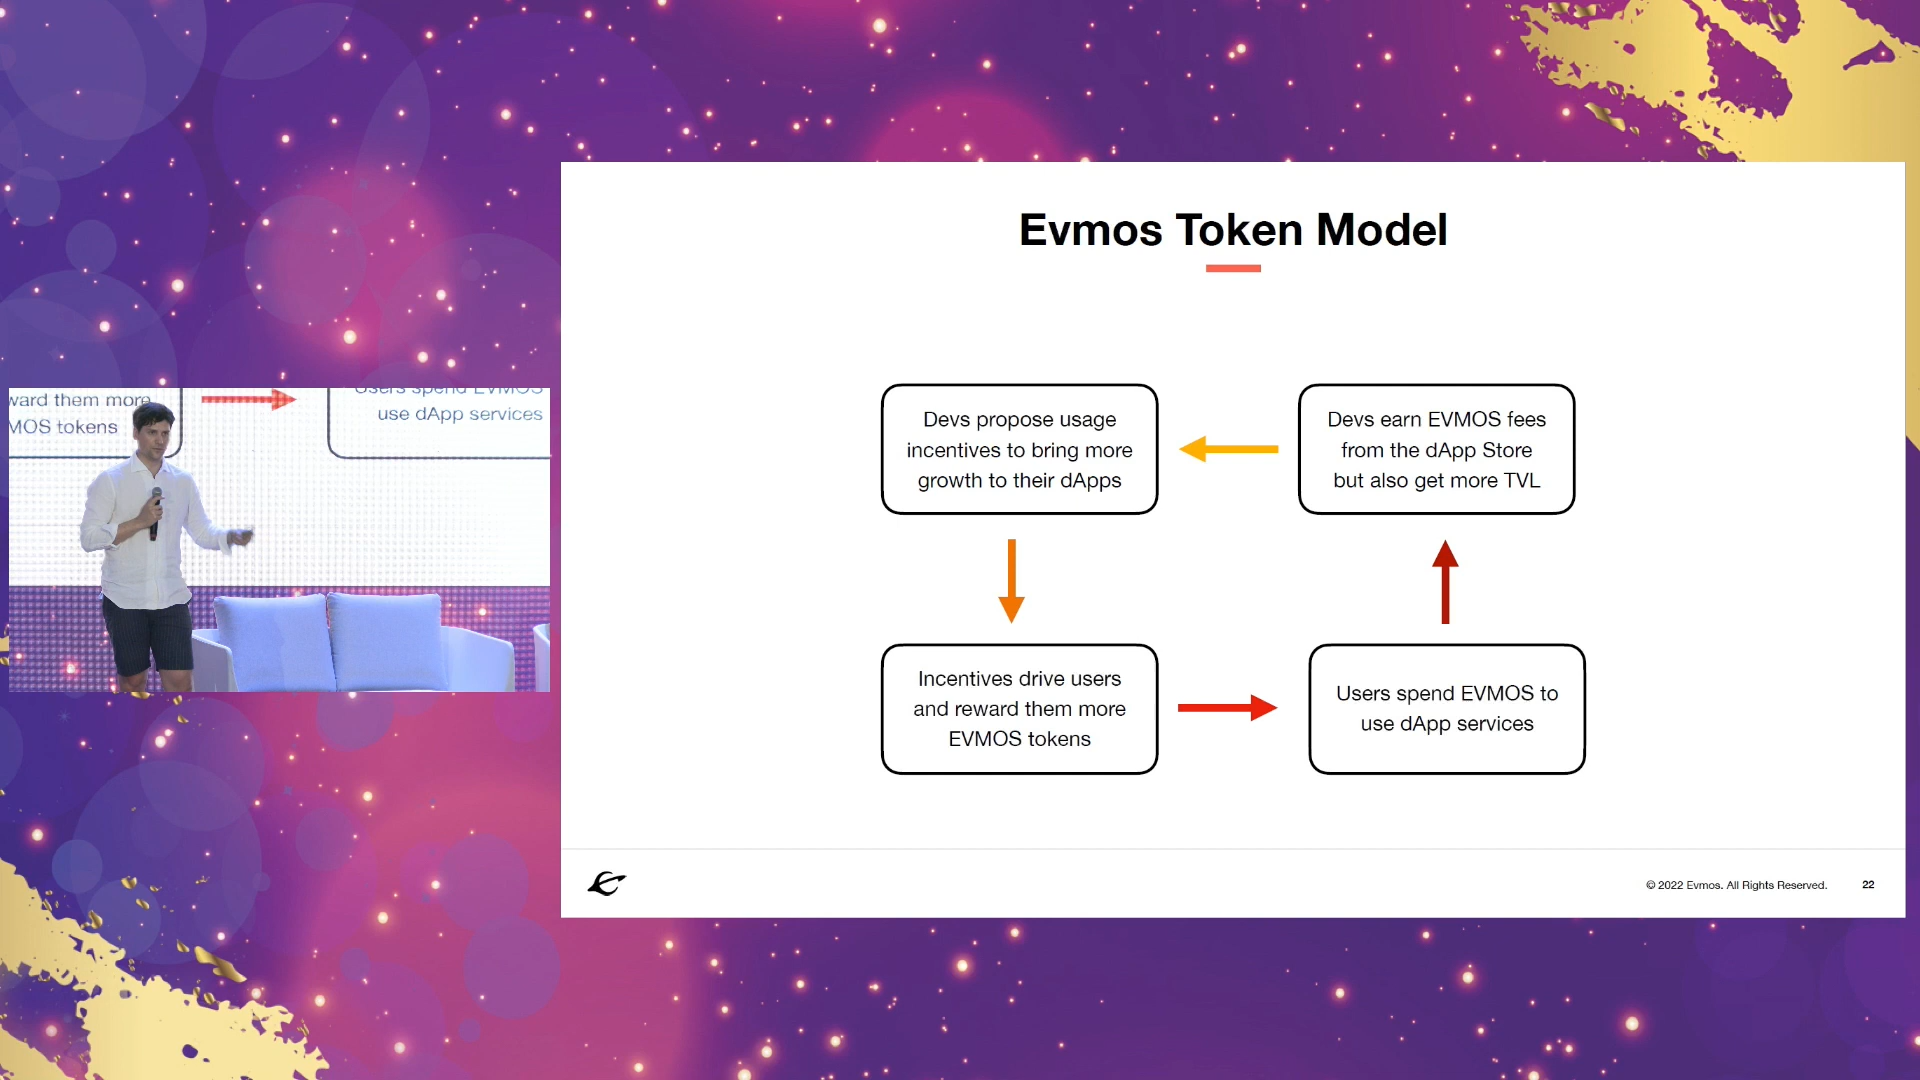 ward them more
MOS tokens
Users spend EVMOS
use dApp services
Evmos Token Model
Devs propose usage
incentives to bring more
growth to their dApps
Devs earn EVMOS fees
from the dApp Store
but also get more TVL
Incentives drive users
and reward them more
EVMOS tokens
Users spend EVMOS to
use dApp services
© 2022 Evmos. All Rights Reserved.
22